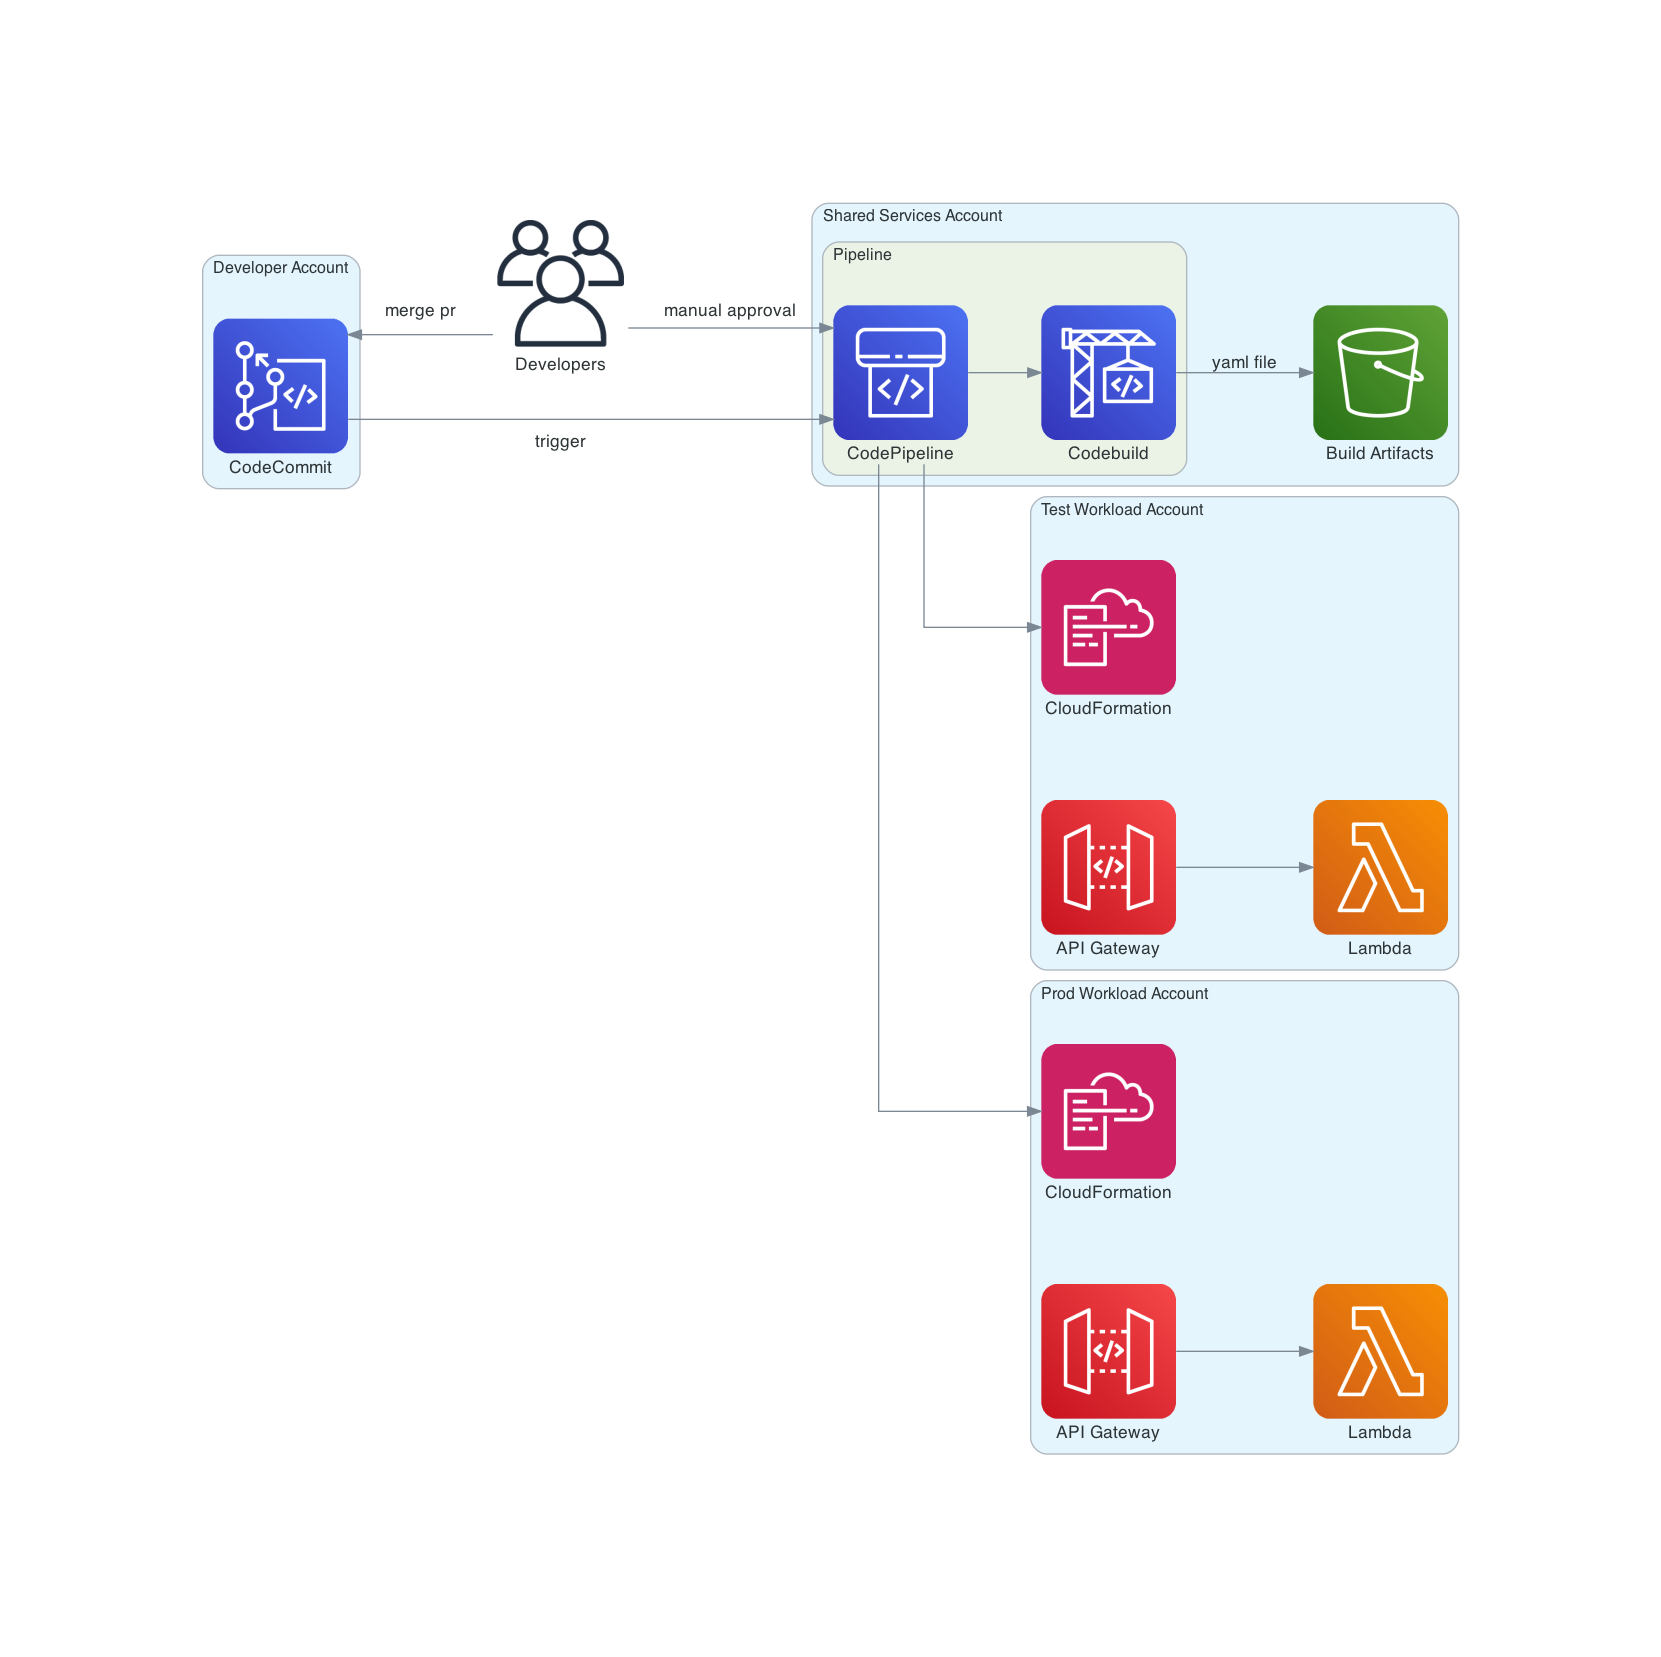 Shared Services Account
Pipeline
Developer Account
merge pr
manual approval
Developers
yaml file
trigger
CodePipeline
Codebuild
Build Artifacts
CodeCommit
Test Workload Account
CloudFormation
API Gateway
Lambda
Prod Workload Account
CloudFormation
API Gateway
Lambda